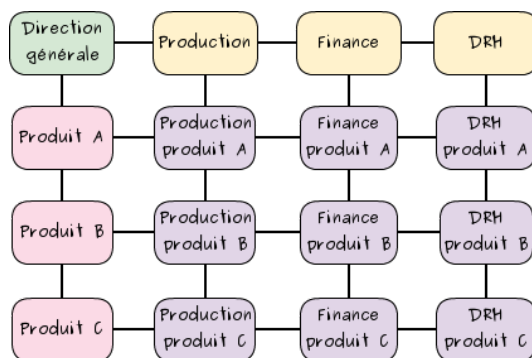 Direction
générale
Production
Finance
DRH
Produit A
Production
produit A
Finance
produit A
DRH
produit A
Produit B
Production
produit B
Finance
produit B
DRH
produit B
Produit C
Production
produit C
Finance
produit C
DRH
produit C